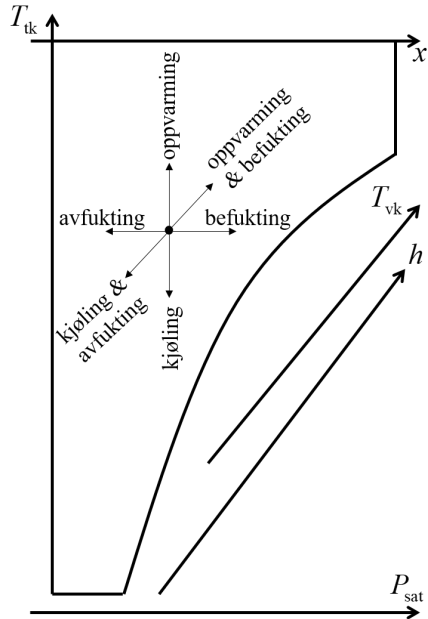 T_tk
x
oppvarming
oppvarming
& befukting
avfukting
befukting
kjøling &
avfukting
kjøling
T_vk
h
P_sat